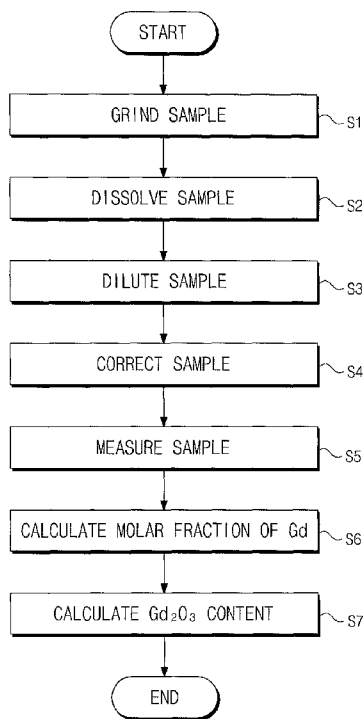 START
GRIND SAMPLE
S1
DISSOLVE SAMPLE
S2
DILUTE SAMPLE
S3
CORRECT SAMPLE
S4
MEASURE SAMPLE
S5
CALCULATE MOLAR FRACTION OF Gd
S6
CALCULATE Gd₂O₃ CONTENT
S7
END